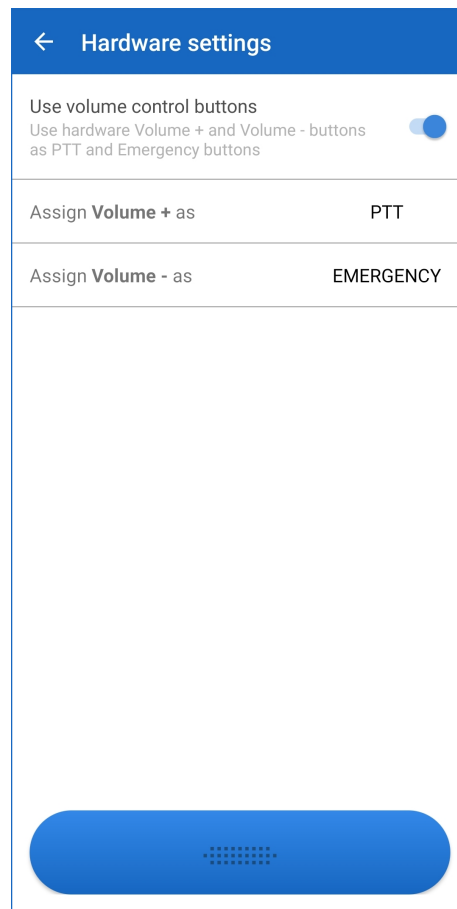 Hardware settings
Use volume control buttons
Use hardware Volume + and Volume - buttons
as PTT and Emergency buttons
Assign Volume + as PTT
Assign Volume - as EMERGENCY